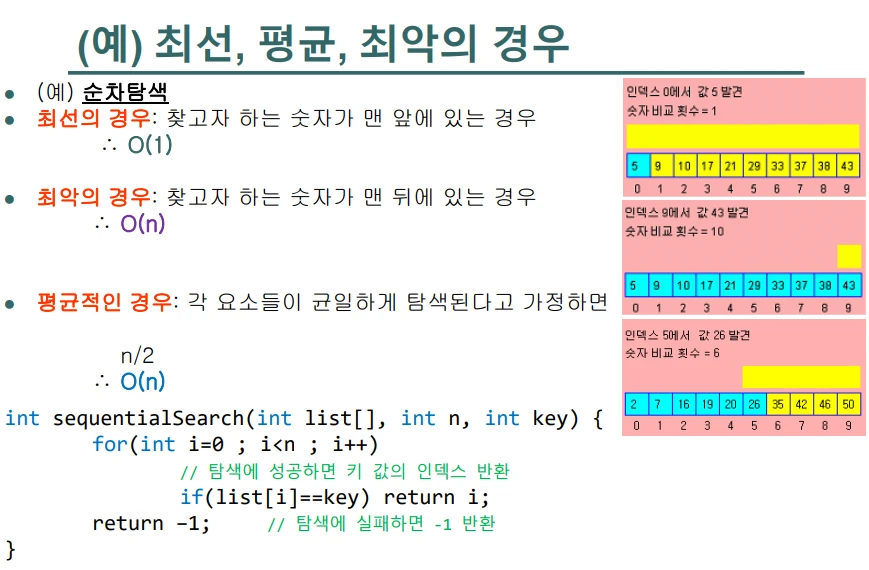 (예) 최선, 평균, 최악의 경우
• (예) 순차탐색
• 최선의 경우: 찾고자 하는 숫자가 맨 앞에 있는 경우
∴ O(1)
• 최악의 경우: 찾고자 하는 숫자가 맨 뒤에 있는 경우
∴ O(n)
• 평균적인 경우: 각 요소들이 균일하게 탐색된다고 가정하면
n/2
∴ O(n)
int sequentialSearch(int list[], int n, int key) {
for(int i=0 ; i<n ; i++)
// 탐색에 성공하면 키 값의 인덱스 반환
if(list[i]==key) return i;
return –1; // 탐색에 실패하면 -1 반환
}
인덱스 0에서 값 5 발견
숫자 비교 횟수 = 1
5 9 10 17 21 29 33 37 38 43
0 1 2 3 4 5 6 7 8 9
인덱스 9에서 값 43 발견
숫자 비교 횟수 = 10
5 9 10 17 21 29 33 37 38 43
0 1 2 3 4 5 6 7 8 9
인덱스 5에서 값 26 발견
숫자 비교 횟수 = 6
2 7 16 19 20 26 35 42 46 50
0 1 2 3 4 5 6 7 8 9